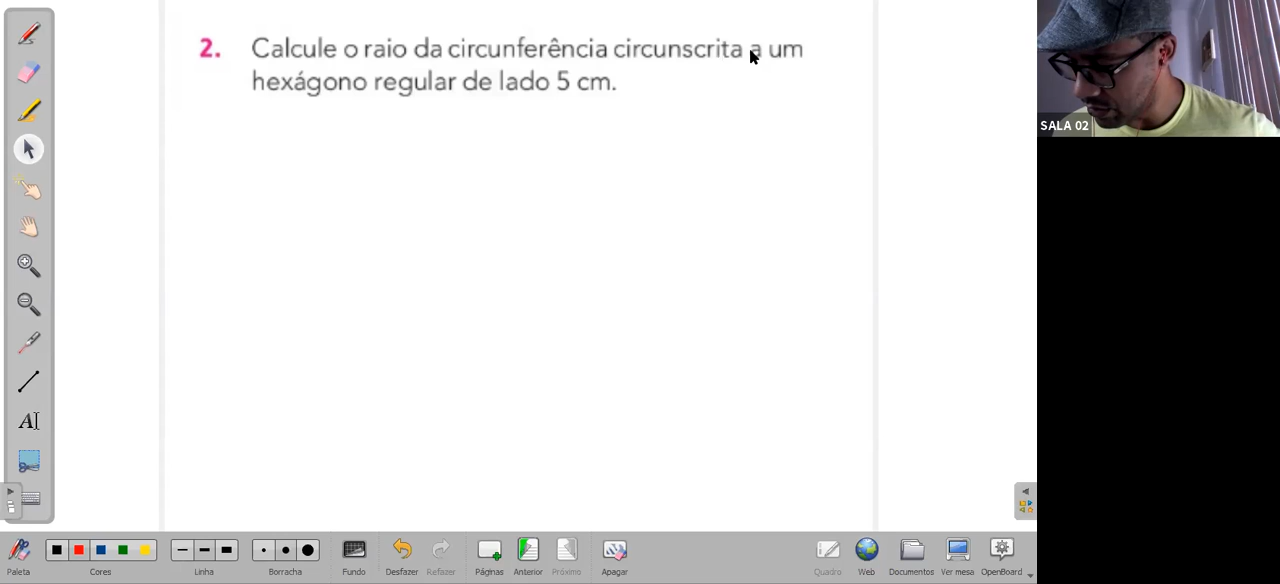 2. Calcule o raio da circunferência circunscrita a um
hexágono regular de lado 5 cm.
SALA 02
A
Paleta
Cores
Linha
Borracha
Fundo
Desfazer
Refazer
Páginas
Anterior
Próximo
Apagar
Quadro
Web
Documentos
Ver mesa
OpenBoard